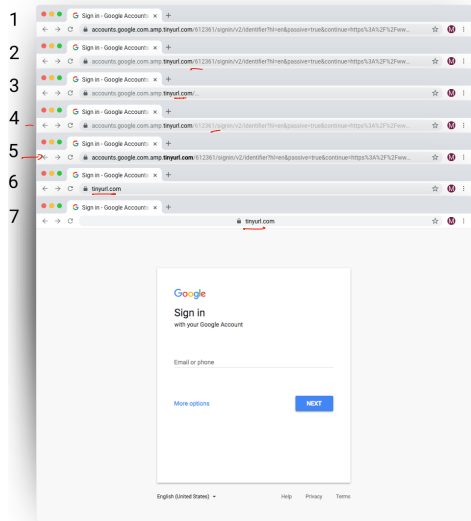 1
Sign in - Google Accounts × +
accounts.google.com.amp.tinyurl.com/612361/signin/v2/identifier?hl=en&passive=true&continue=https%3A%2F%2Fww... M
2
Sign in - Google Accounts × +
accounts.google.com.amp.tinyurl.com/612361/signin/v2/identifier?hl=en&passive=true&continue=https%3A%2F%2Fww... M
3
Sign in - Google Accounts × +
accounts.google.com.amp.tinyurl.com/... M
4
Sign in - Google Accounts × +
accounts.google.com.amp.tinyurl.com/612361/signin/v2/identifier?hl=en&passive=true&continue=https%3A%2F%2Fww... M
5
Sign in - Google Accounts × +
accounts.google.com.amp.tinyurl.com/612361/signin/v2/identifier?hl=en&passive=true&continue=https%3A%2F%2Fww... M
6
Sign in - Google Accounts × +
tinyurl.com M
7
Sign in - Google Accounts × +
tinyurl.com M
Google
Sign in
with your Google Account
Email or phone
More options NEXT
English (United States) Help Privacy Terms